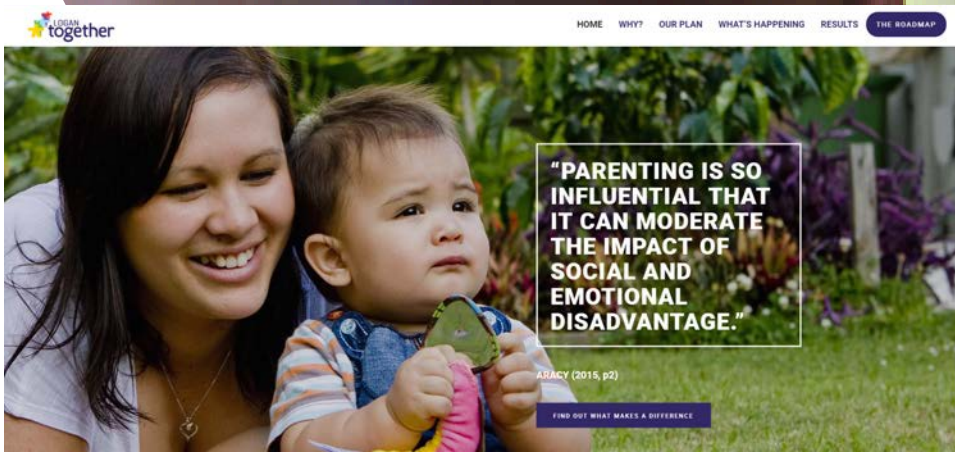 LOGAN
together
HOME WHY? OUR PLAN WHAT'S HAPPENING RESULTS THE ROADMAP
“PARENTING IS SO
INFLUENTIAL THAT
IT CAN MODERATE
THE IMPACT OF
SOCIAL AND
EMOTIONAL
DISADVANTAGE.”
ARACY (2015, p2)
FIND OUT WHAT MAKES A DIFFERENCE